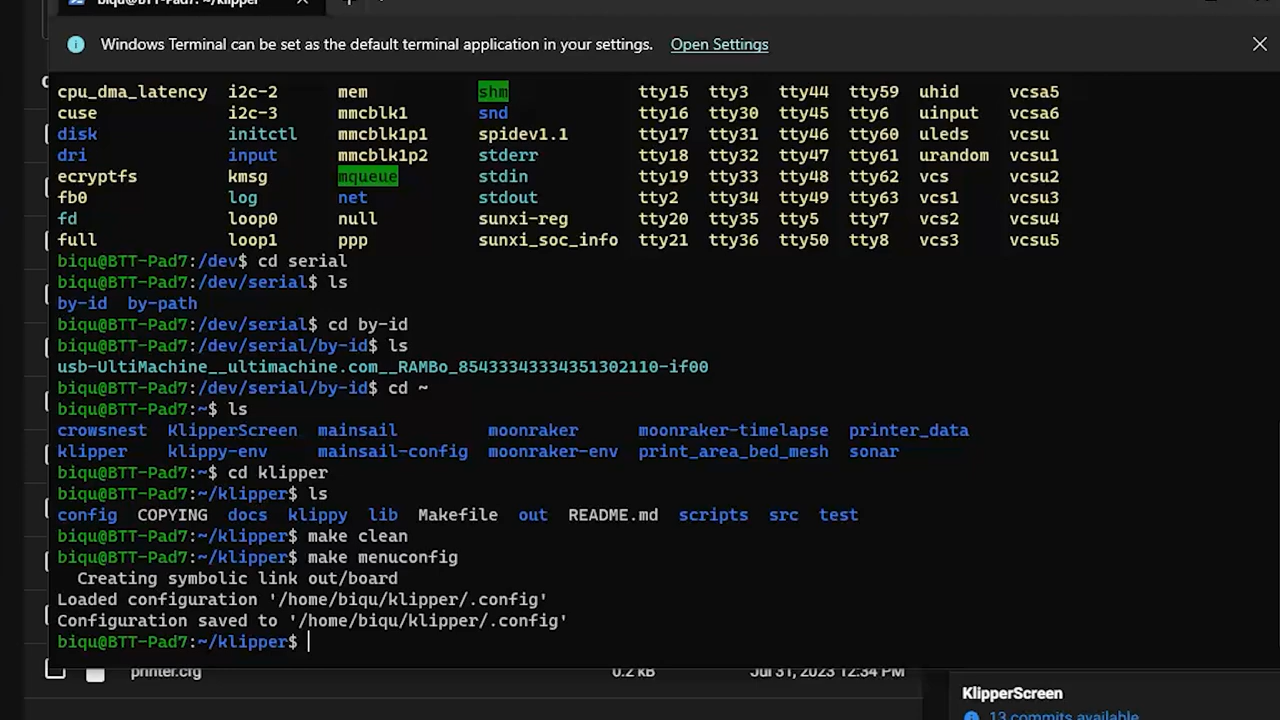 biqu@BTT-Pad7: ~/klipper
Windows Terminal can be set as the default terminal application in your settings. Open Settings
cpu_dma_latency i2c-2 mem shm tty15 tty3 tty44 tty59 uhid vcsa5
cuse i2c-3 mmcblk1 snd tty16 tty30 tty45 tty6 uinput vcsa6
disk initctl mmcblk1p1 spidev1.1 tty17 tty31 tty46 tty60 uleds vcsu
dri input mmcblk1p2 stderr tty18 tty32 tty47 tty61 urandom vcsu1
ecryptfs kmsg mqueue stdin tty19 tty33 tty48 tty62 vcs vcsu2
fb0 log net stdout tty2 tty34 tty49 tty63 vcs1 vcsu3
fd loop0 null sunxi-reg tty20 tty35 tty5 tty7 vcs2 vcsu4
full loop1 ppp sunxi_soc_info tty21 tty36 tty50 tty8 vcs3 vcsu5
biqu@BTT-Pad7:/dev$ cd serial
biqu@BTT-Pad7:/dev/serial$ ls
by-id by-path
biqu@BTT-Pad7:/dev/serial$ cd by-id
biqu@BTT-Pad7:/dev/serial/by-id$ ls
usb-UltiMachine__ultimachine.com__RAMBo_85433343334351302110-if00
biqu@BTT-Pad7:/dev/serial/by-id$ cd ~
biqu@BTT-Pad7:~$ ls
crowsnest KlipperScreen mainsail moonraker moonraker-timelapse printer_data
klipper klippy-env mainsail-config moonraker-env print_area_bed_mesh sonar
biqu@BTT-Pad7:~$ cd klipper
biqu@BTT-Pad7:~/klipper$ ls
config COPYING docs klippy lib Makefile out README.md scripts src test
biqu@BTT-Pad7:~/klipper$ make clean
biqu@BTT-Pad7:~/klipper$ make menuconfig
Creating symbolic link out/board
Loaded configuration '/home/biqu/klipper/.config'
Configuration saved to '/home/biqu/klipper/.config'
biqu@BTT-Pad7:~/klipper$
printer.cfg 0.2 kB Jul 31, 2023 12:34 PM
KlipperScreen
13 commits available